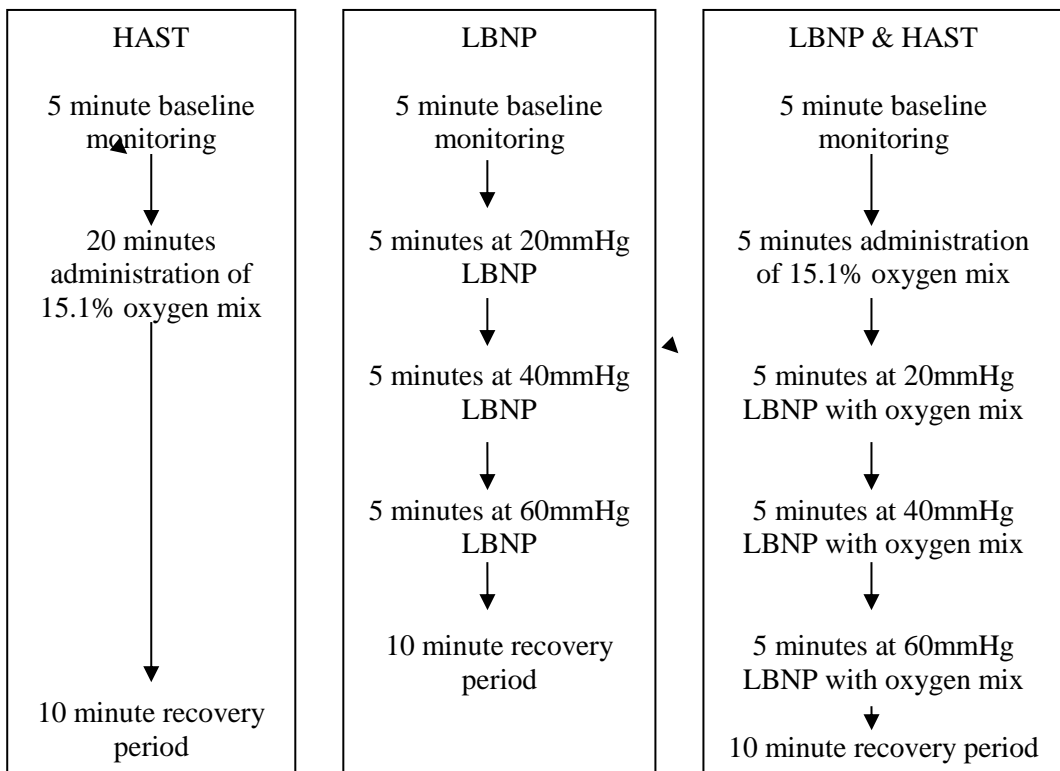 HAST
5 minute baseline
monitoring
20 minutes
administration of
15.1% oxygen mix
10 minute recovery
period
LBNP
5 minute baseline
monitoring
5 minutes at 20mmHg
LBNP
5 minutes at 40mmHg
LBNP
5 minutes at 60mmHg
LBNP
10 minute recovery
period
LBNP & HAST
5 minute baseline
monitoring
5 minutes administration
of 15.1% oxygen mix
5 minutes at 20mmHg
LBNP with oxygen mix
5 minutes at 40mmHg
LBNP with oxygen mix
5 minutes at 60mmHg
LBNP with oxygen mix
10 minute recovery period